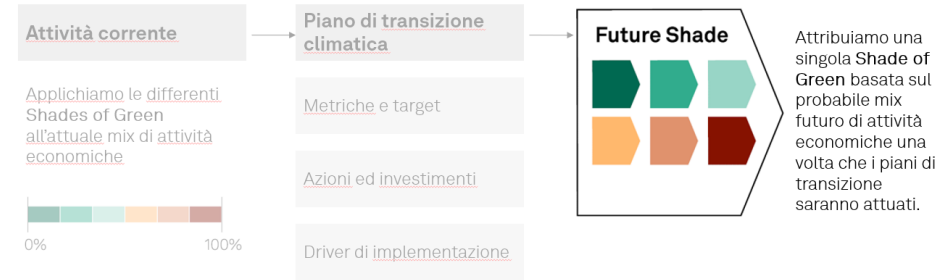 Attività corrente
Applichiamo le differenti
Shades of Green
all'attuale mix di attività
economiche
0%
100%
Piano di transizione
climatica
Metriche e target
Azioni ed investimenti
Driver di implementazione
Future Shade
Attribuiamo una
singola Shade of
Green basata sul
probabile mix
futuro di attività
economiche una
volta che i piani di
transizione
saranno attuati.